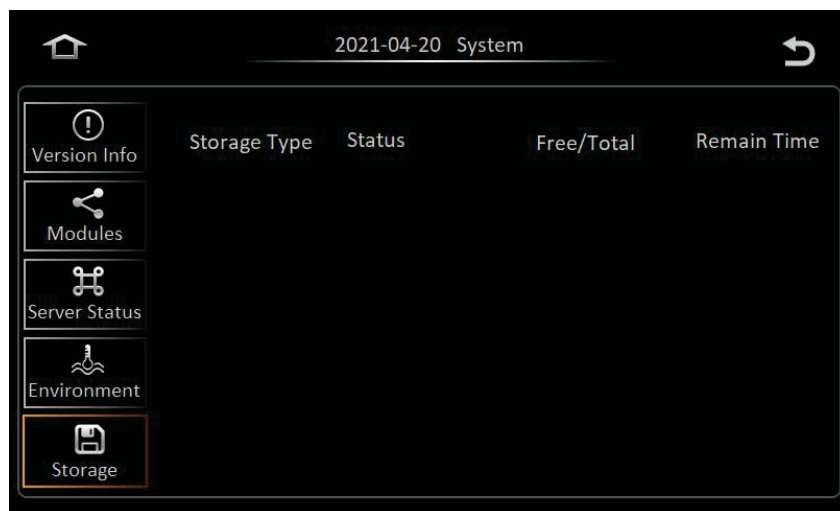 2021-04-20 System
Version Info
Modules
Server Status
Environment
Storage
Storage Type Status Free/Total Remain Time